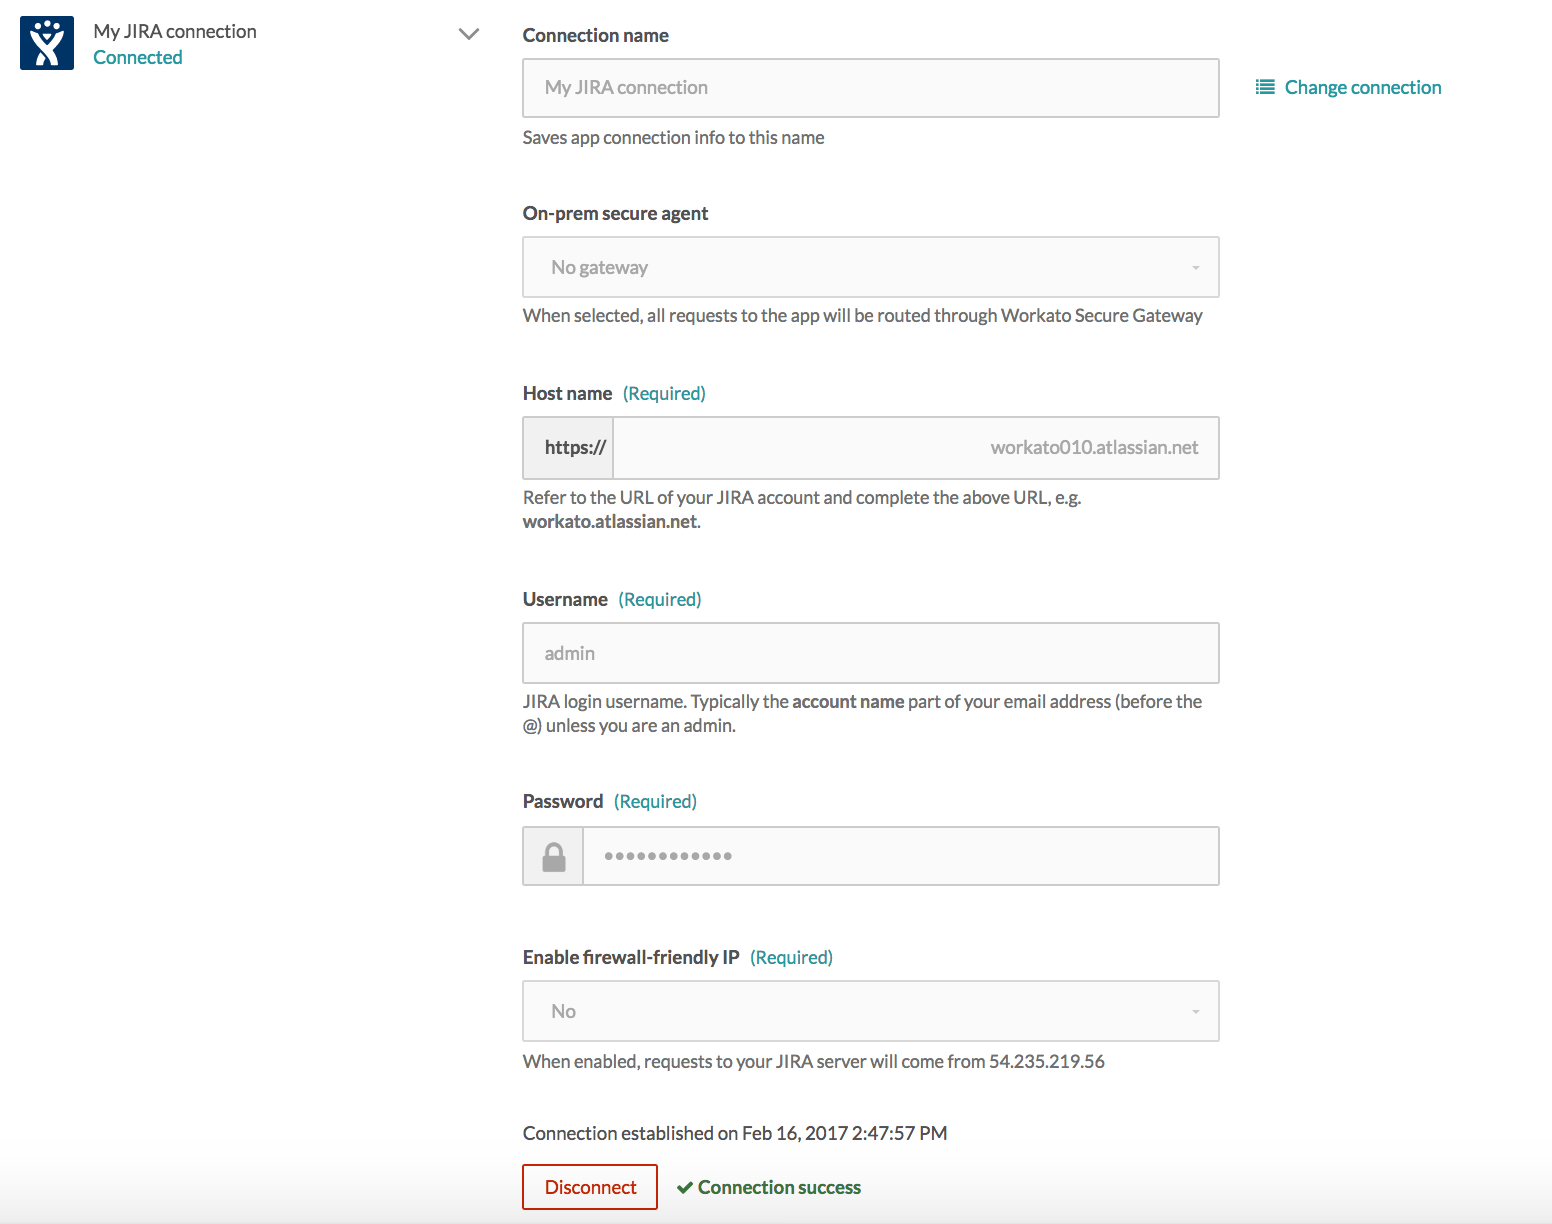 My JIRA connection
Connected
Connection name
My JIRA connection
Change connection
Saves app connection info to this name
On-prem secure agent
No gateway
When selected, all requests to the app will be routed through Workato Secure Gateway
Host name (Required)
https:// workato010.atlassian.net
Refer to the URL of your JIRA account and complete the above URL, e.g.
workato.atlassian.net.
Username (Required)
admin
JIRA login username. Typically the account name part of your email address (before the
@) unless you are an admin.
Password (Required)
••••••••••••
Enable firewall-friendly IP (Required)
No
When enabled, requests to your JIRA server will come from 54.235.219.56
Connection established on Feb 16, 2017 2:47:57 PM
Disconnect
Connection success